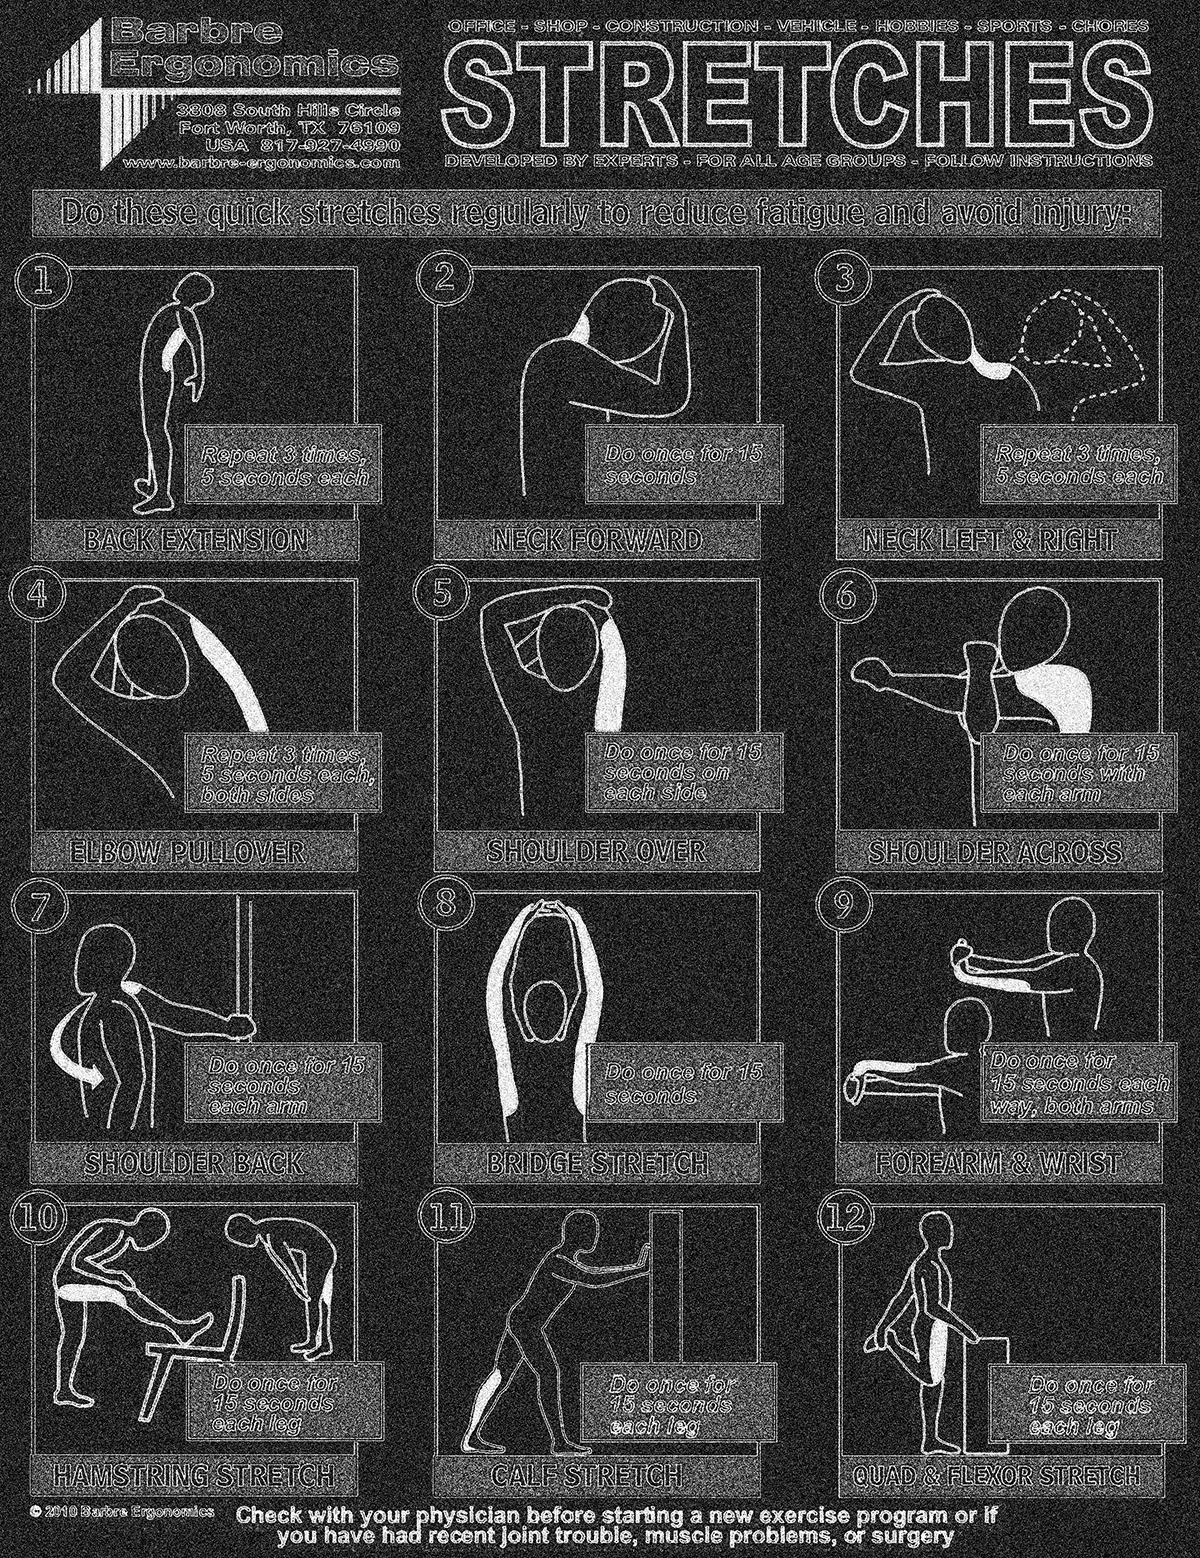 Barbre
Ergonomics
3808 South Hills Circle
Fort Worth, TX 76109
USA 817-927-4990
www.barbre-ergonomics.com
OFFICE - SHOP - CONSTRUCTION - VEHICLE - HOBBIES - SPORTS - CHORES
STRETCHES
DEVELOPED BY EXPERTS - FOR ALL AGE GROUPS - FOLLOW INSTRUCTIONS
Do these quick stretches regularly to reduce fatigue and avoid injury:
1
Repeat 3 times,
5 seconds each
BACK EXTENSION
2
Do once for 15
seconds
NECK FORWARD
3
Repeat 3 times,
5 seconds each
NECK LEFT & RIGHT
4
Repeat 3 times,
5 seconds each,
both sides
ELBOW PULLOVER
5
Do once for 15
seconds on
each side
SHOULDER OVER
6
Do once for 15
seconds with
each arm
SHOULDER ACROSS
7
Do once for 15
seconds
each arm
SHOULDER BACK
8
Do once for 15
seconds
BRIDGE STRETCH
9
Do once for
15 seconds each
way, both arms
FOREARM & WRIST
10
Do once for
15 seconds
each leg
HAMSTRING STRETCH
11
Do once for
15 seconds
each leg
CALF STRETCH
12
Do once for
15 seconds
each leg
QUAD & FLEXOR STRETCH
© 2010 Barbre Ergonomics
Check with your physician before starting a new exercise program or if
you have had recent joint trouble, muscle problems, or surgery